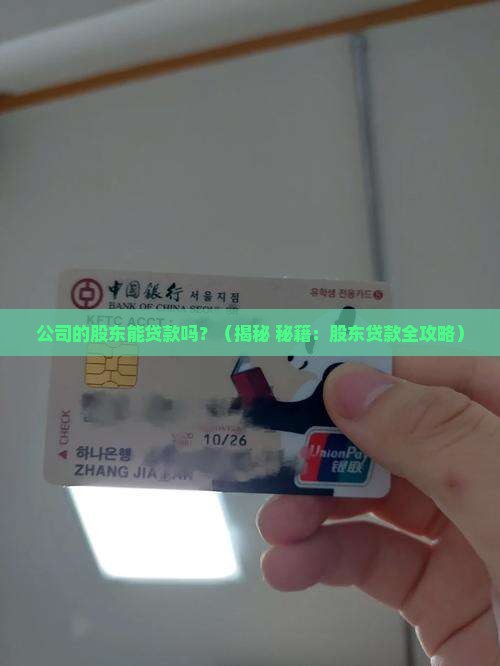 中国银行 서울지점 유학생 전용카드
BANK OF CHINA SEOUL
KFTC ACCT :
公司的股东能贷款吗？（揭秘 秘籍：股东贷款全攻略）
CHECK
10/26
하나은행
ZHANG JIA
UnionPay
银联